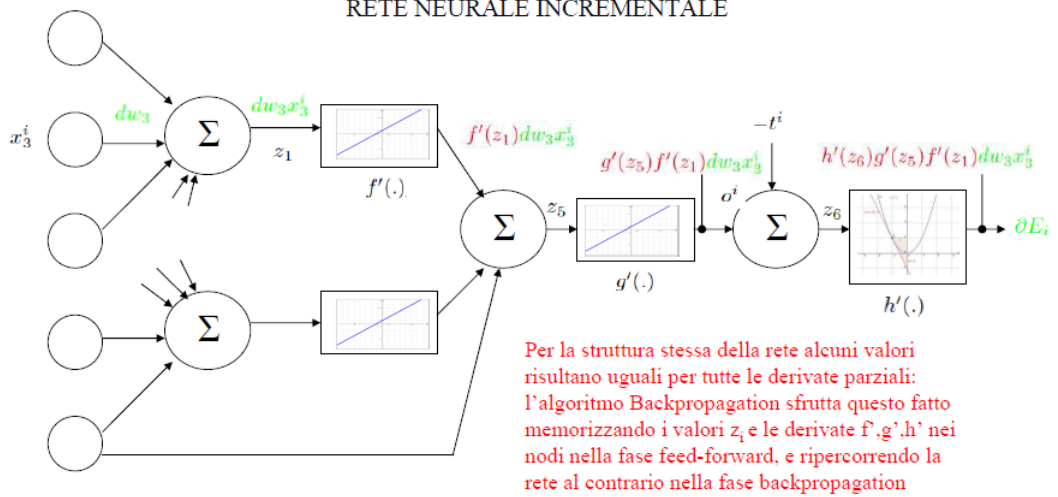 RETE NEURALE INCREMENTALE
x₃ⁱ
dw₃
Σ
dw₃x₃ⁱ
z₁
f'(.)
f'(z₁)dw₃x₃ⁱ
Σ
z₅
g'(z₅)f'(z₁)dw₃x₃ⁱ
g'(.)
oⁱ
−tⁱ
Σ
z₆
h'(z₆)g'(z₅)f'(z₁)dw₃x₃ⁱ
h'(.)
∂Eᵢ
Σ
Per la struttura stessa della rete alcuni valori
risultano uguali per tutte le derivate parziali:
l'algoritmo Backpropagation sfrutta questo fatto
memorizzando i valori zᵢ e le derivate f',g',h' nei
nodi nella fase feed-forward, e ripercorrendo la
rete al contrario nella fase backpropagation